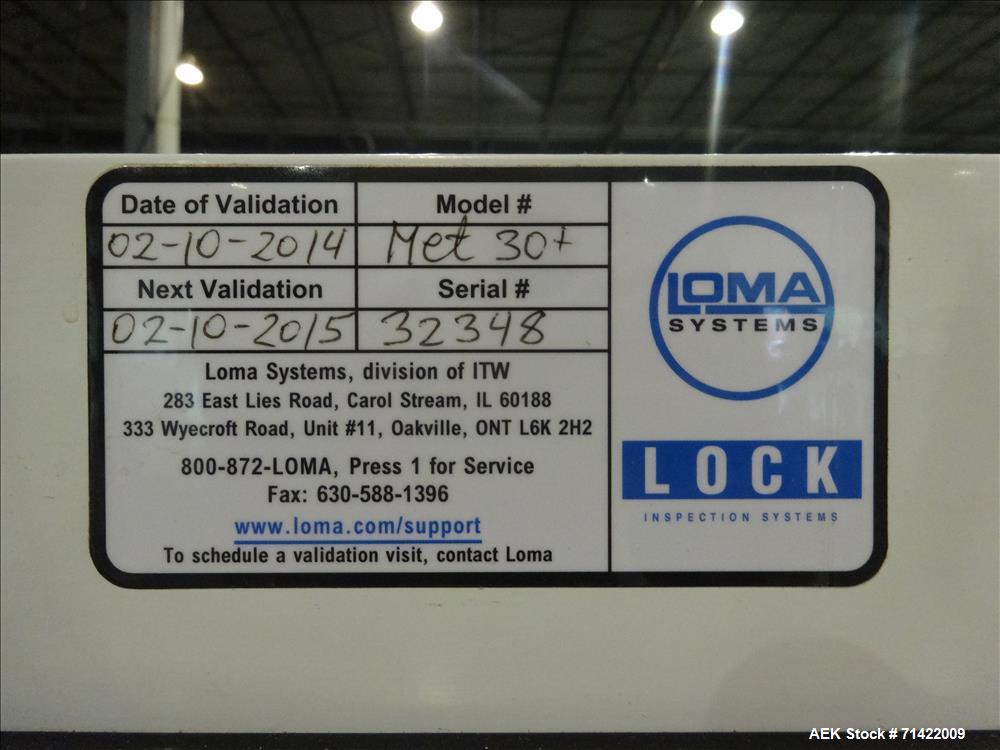 Date of Validation
Model #
02-10-2014
Met 30+
Next Validation
Serial #
02-10-2015
32348
Loma Systems, division of ITW
283 East Lies Road, Carol Stream, IL 60188
333 Wyecroft Road, Unit #11, Oakville, ONT L6K 2H2
800-872-LOMA, Press 1 for Service
Fax: 630-588-1396
www.loma.com/support
To schedule a validation visit, contact Loma
LOMA
SYSTEMS
LOCK
INSPECTION SYSTEMS
AEK Stock # 71422009